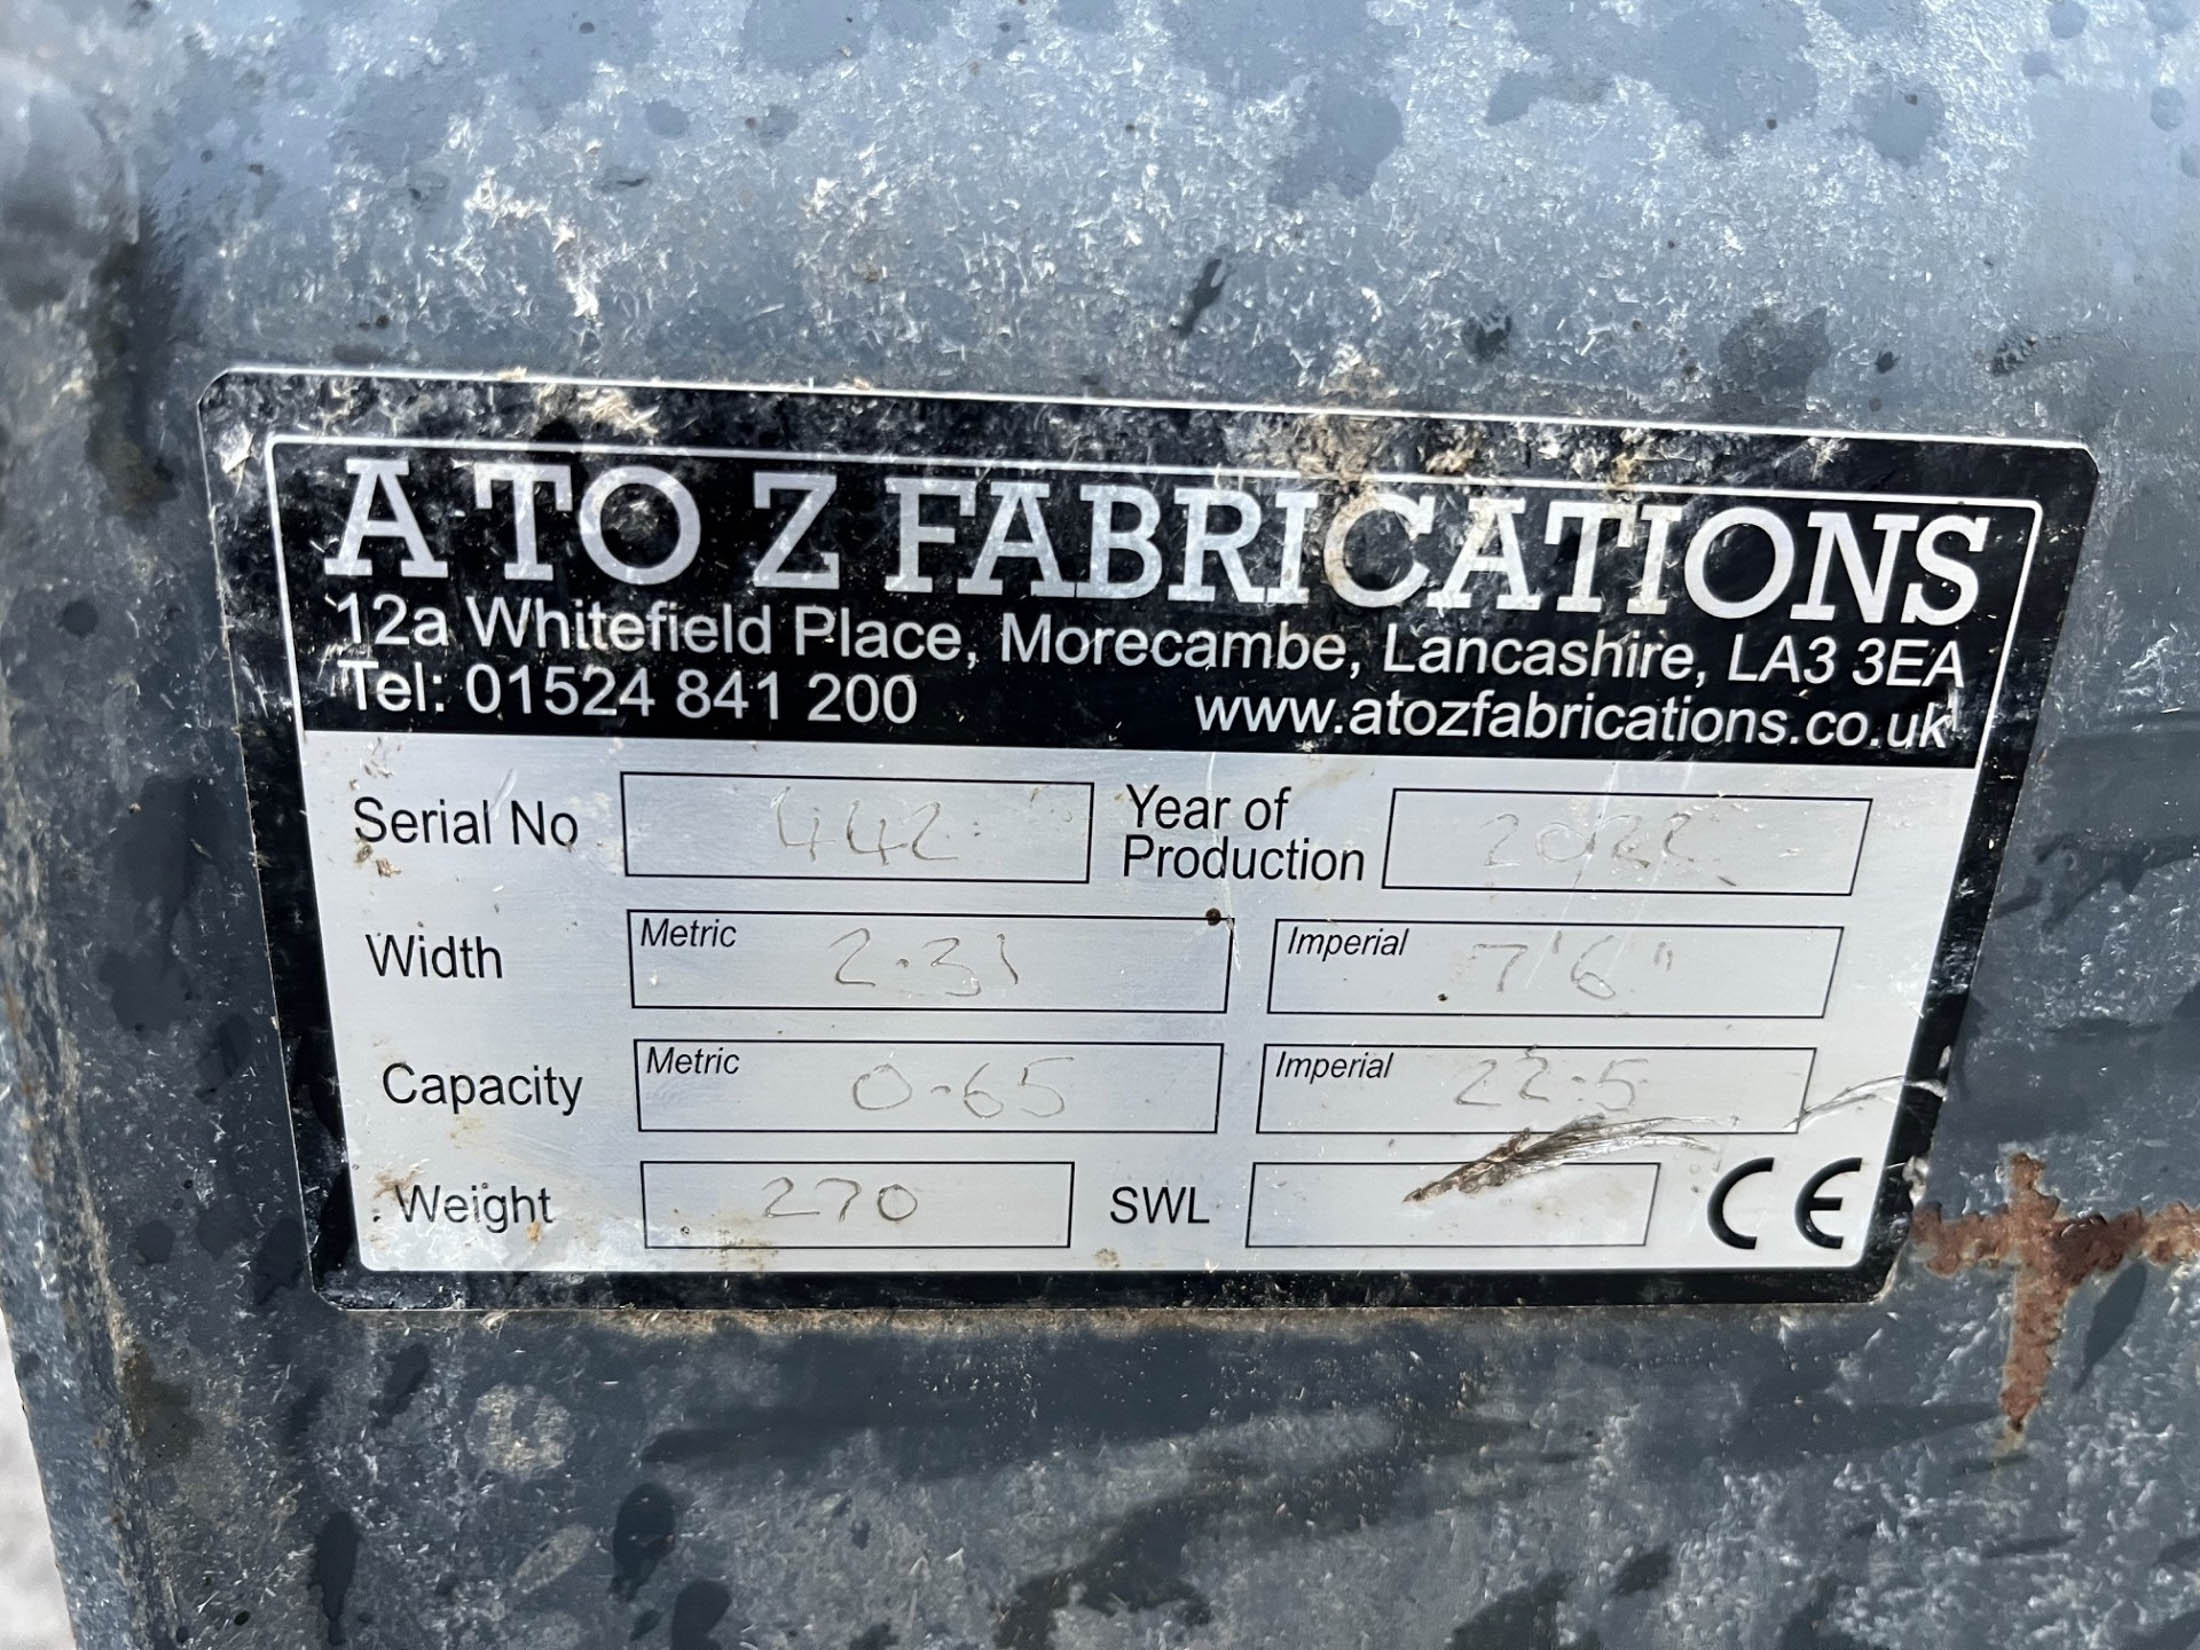 A TO Z FABRICATIONS
12a Whitefield Place, Morecambe, Lancashire, LA3 3EA
Tel: 01524 841 200 www.atozfabrications.co.uk
Serial No 442 Year of Production 2022
Width Metric 2.31 Imperial 7'6"
Capacity Metric 0.65 Imperial 22.5
Weight 270 SWL CE